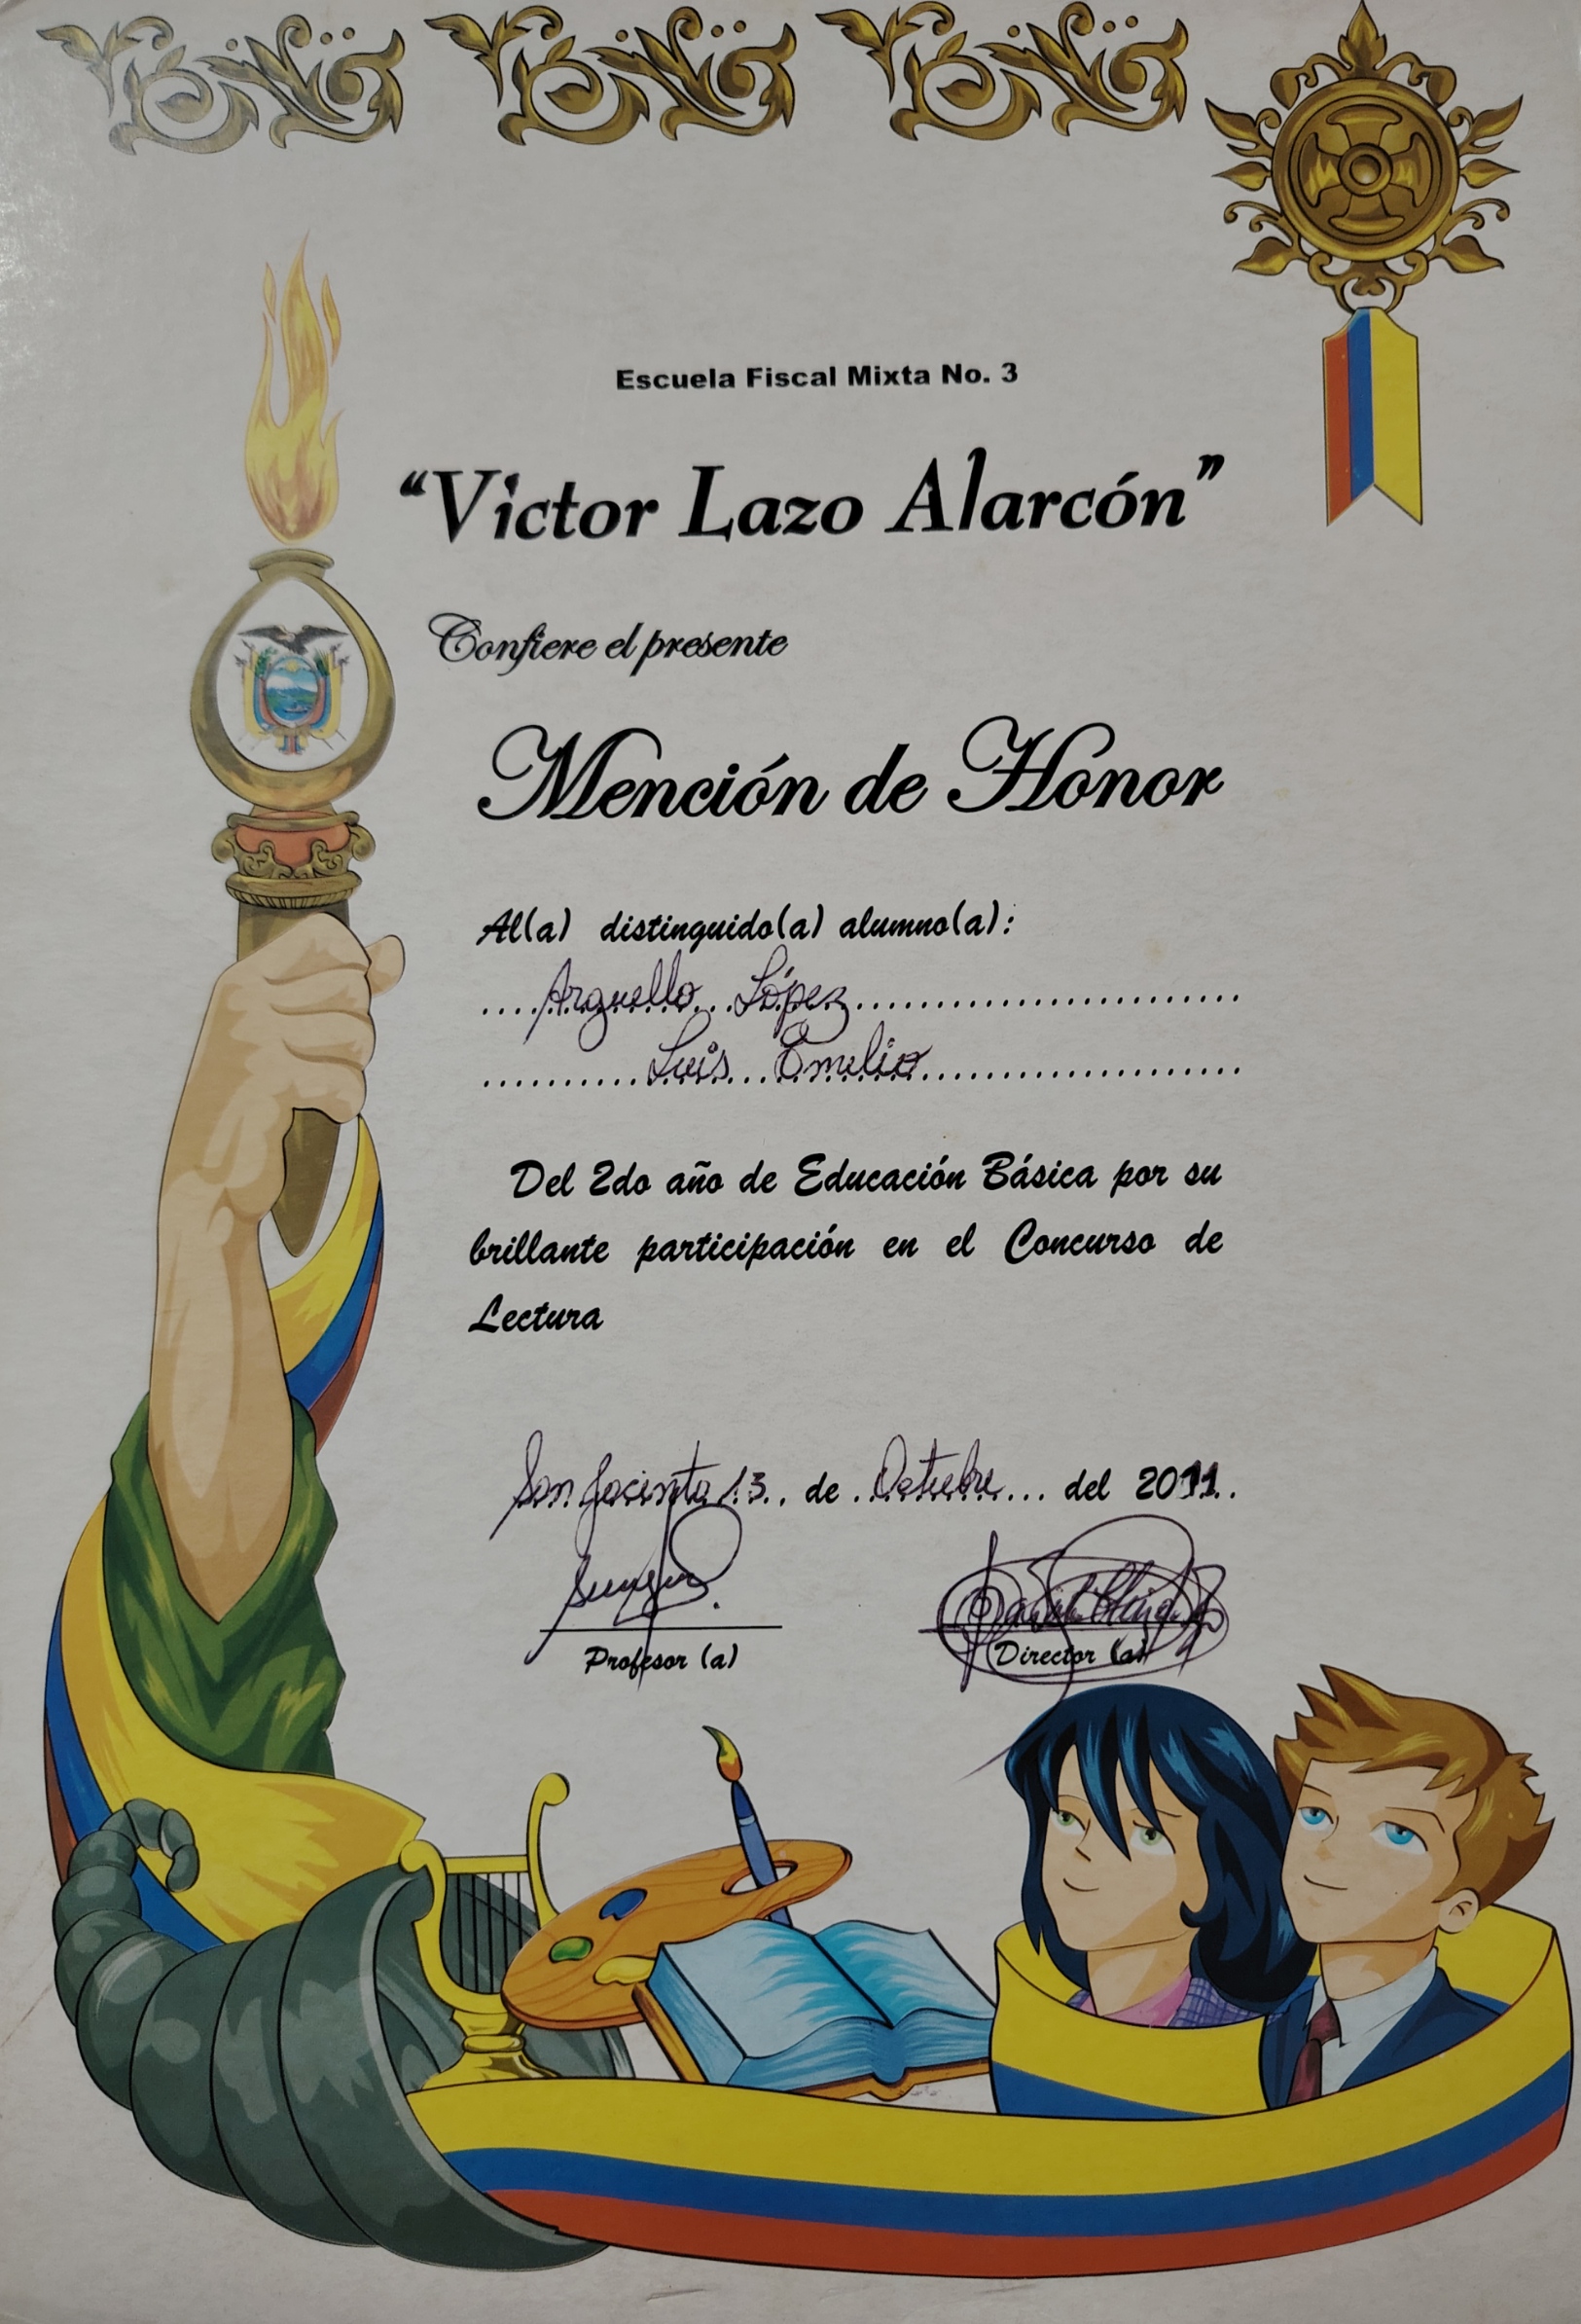 Escuela Fiscal Mixta No. 3
“Victor Lazo Alarcón”
Confiere el presente
Mención de Honor
Al(a) distinguido(a) alumno(a):
....Arguello...López..........................
..........Luis...Emelio.....................
Del 2do año de Educación Básica por su
brillante participación en el Concurso de
Lectura
San Jacinto 13.. de .Octubre... del 2011..
Profesor (a)
Director (a)